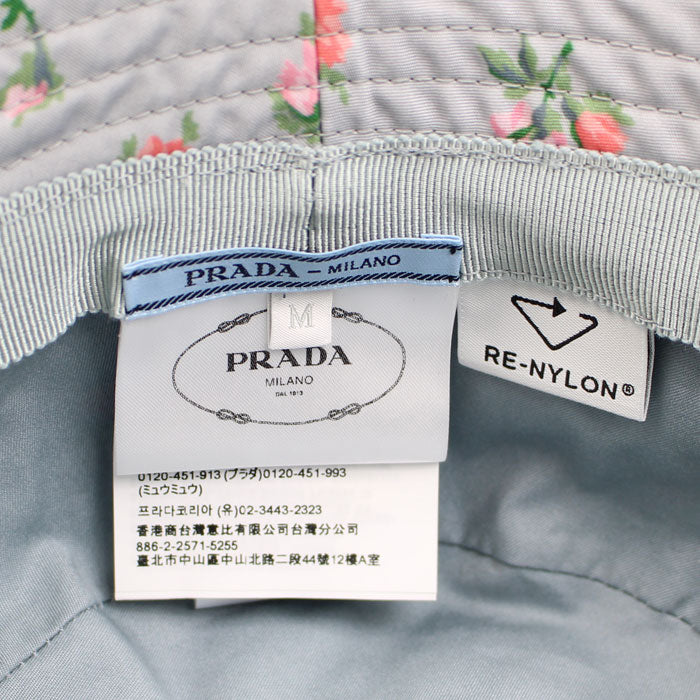 PRADA – MILANO
M
PRADA
MILANO
DAL 1913
RE-NYLON®
0120-451-913 (プラダ)0120-451-993
(ミュウミュウ)
프라다코리아 (유)02-3443-2323
香港商台灣意比有限公司台灣分公司
886-2-2571-5255
臺北市中山區中山北路二段44號12樓A室